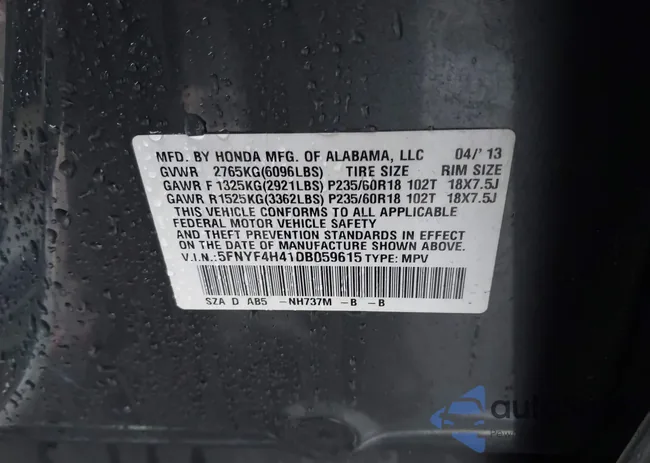 MFD. BY HONDA MFG. OF ALABAMA, LLC 04/'13
GVWR 2765KG(6096LBS) TIRE SIZE RIM SIZE
GAWR F 1325KG(2921LBS) P235/60R18 102T 18X7.5J
GAWR R 1525KG(3362LBS) P235/60R18 102T 18X7.5J
THIS VEHICLE CONFORMS TO ALL APPLICABLE
FEDERAL MOTOR VEHICLE SAFETY
AND THEFT PREVENTION STANDARDS IN EFFECT
ON THE DATE OF MANUFACTURE SHOWN ABOVE.
V.I.N.:5FNYF4H41DB059615 TYPE: MPV
SZA D AB5 -NH737M -B -B